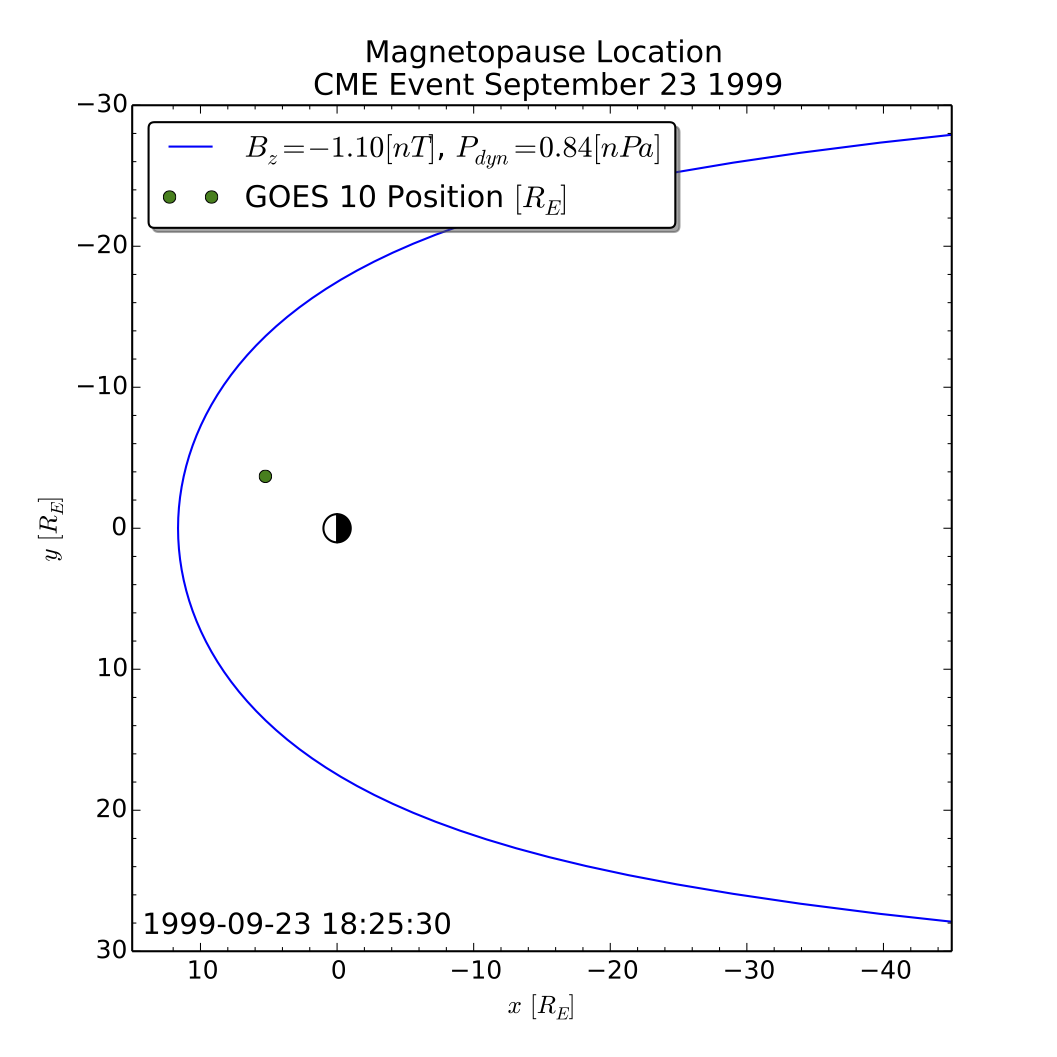 Magnetopause Location
CME Event September 23 1999
B_z=−1.10[nT], P_dyn=0.84[nPa]
GOES 10 Position [R_E]
−30
−20
−10
0
10
20
30
y [R_E]
1999-09-23 18:25:30
10 0 −10 −20 −30 −40
x [R_E]